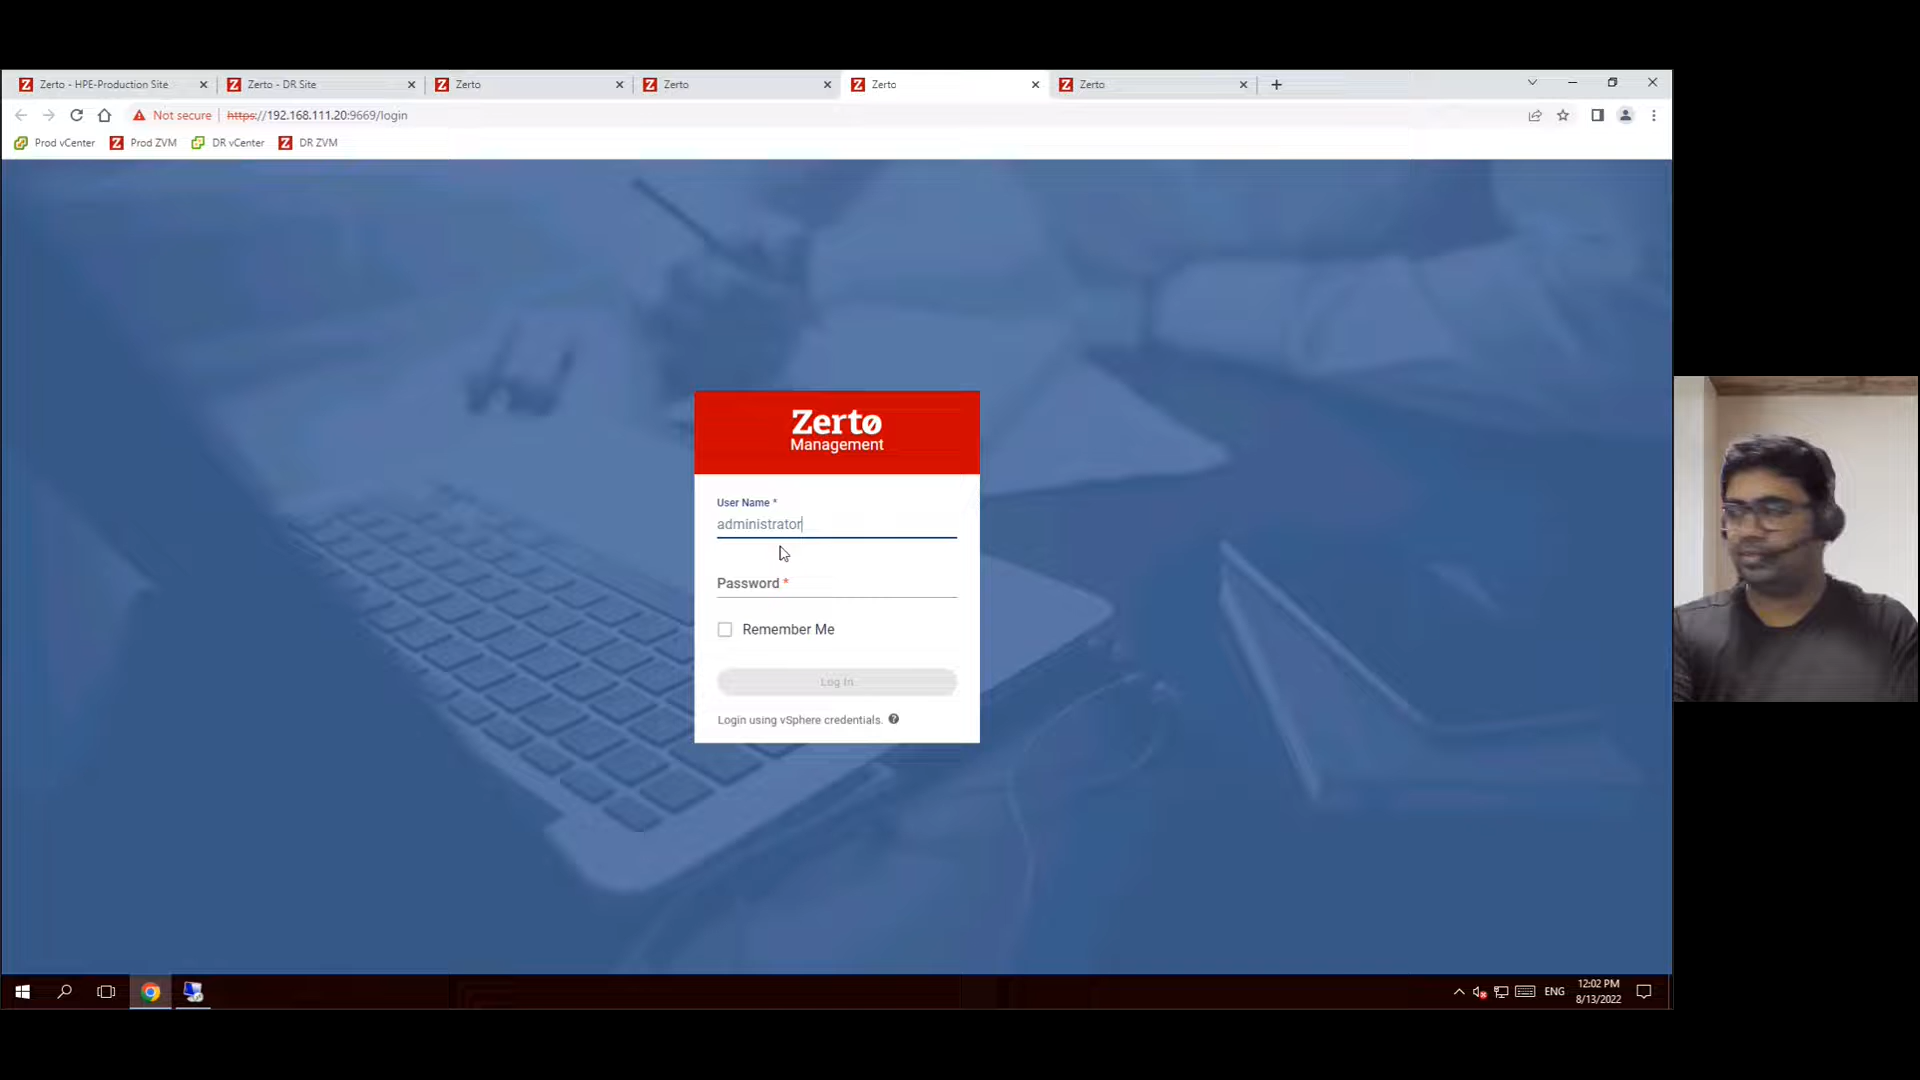 Zerto - HPE-Production Site
Zerto - DR Site
Zerto
Zerto
Zerto
Zerto
Not secure
https://192.168.111.20:9669/login
Prod vCenter
Prod ZVM
DR vCenter
DR ZVM
Zerto
Management
User Name *
administrator
Password *
Remember Me
Log In
Login using vSphere credentials.
ENG
12:02 PM
8/13/2022